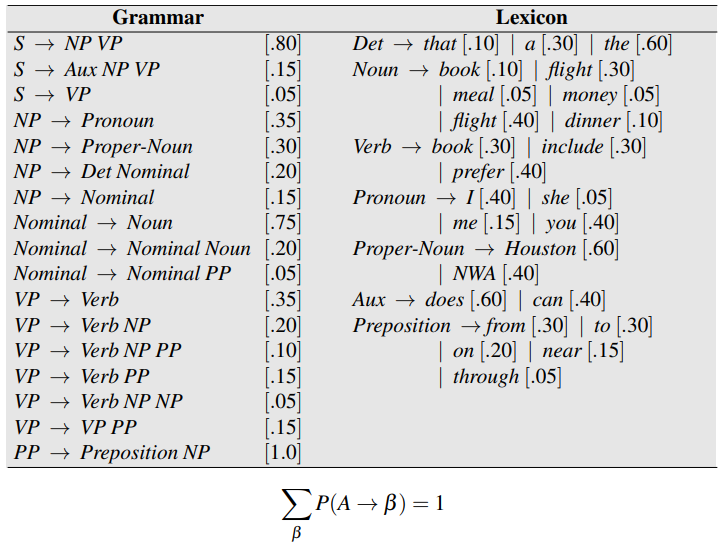 Grammar Lexicon
S → NP VP [.80] Det → that [.10] | a [.30] | the [.60]
S → Aux NP VP [.15] Noun → book [.10] | flight [.30]
S → VP [.05] | meal [.05] | money [.05]
NP → Pronoun [.35] | flight [.40] | dinner [.10]
NP → Proper-Noun [.30] Verb → book [.30] | include [.30]
NP → Det Nominal [.20] | prefer [.40]
NP → Nominal [.15] Pronoun → I [.40] | she [.05]
Nominal → Noun [.75] | me [.15] | you [.40]
Nominal → Nominal Noun [.20] Proper-Noun → Houston [.60]
Nominal → Nominal PP [.05] | NWA [.40]
VP → Verb [.35] Aux → does [.60] | can [.40]
VP → Verb NP [.20] Preposition → from [.30] | to [.30]
VP → Verb NP PP [.10] | on [.20] | near [.15]
VP → Verb PP [.15] | through [.05]
VP → Verb NP NP [.05]
VP → VP PP [.15]
PP → Preposition NP [1.0]
∑ P(A → β) = 1
β